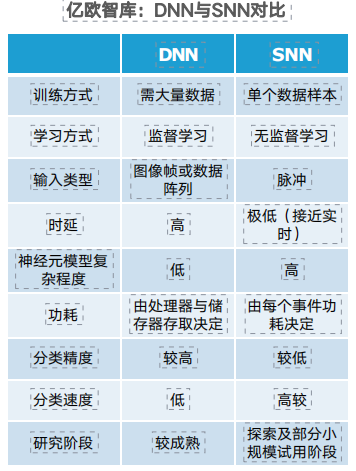 亿欧智库：DNN与SNN对比
DNN SNN
训练方式 需大量数据 单个数据样本
学习方式 监督学习 无监督学习
输入类型 图像帧或数据
阵列 脉冲
时延 高 极低（接近实
时）
神经元模型复
杂程度 低 高
功耗 由处理器与储
存器存取决定 由每个事件功
耗决定
分类精度 较高 较低
分类速度 低 高较
研究阶段 较成熟 探索及部分小
规模试用阶段